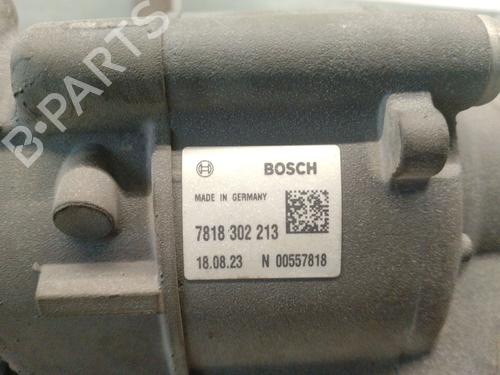 B-PARTS
BOSCH
MADE IN GERMANY
7818 302 213
18.08.23 N 00557818